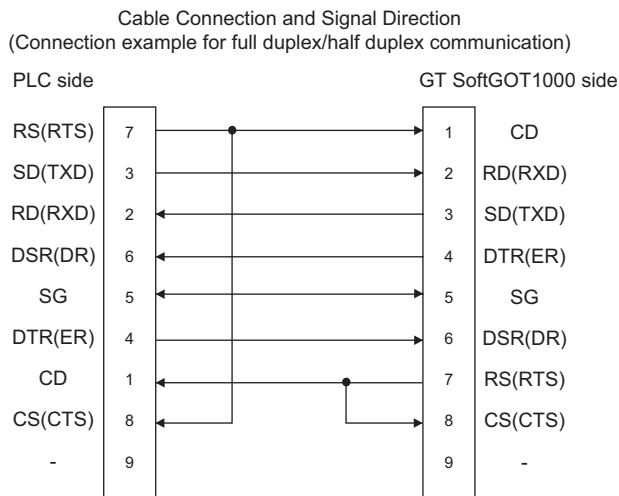 Cable Connection and Signal Direction
(Connection example for full duplex/half duplex communication)
PLC side GT SoftGOT1000 side
RS(RTS) 7 1 CD
SD(TXD) 3 2 RD(RXD)
RD(RXD) 2 3 SD(TXD)
DSR(DR) 6 4 DTR(ER)
SG 5 5 SG
DTR(ER) 4 6 DSR(DR)
CD 1 7 RS(RTS)
CS(CTS) 8 8 CS(CTS)
- 9 9 -